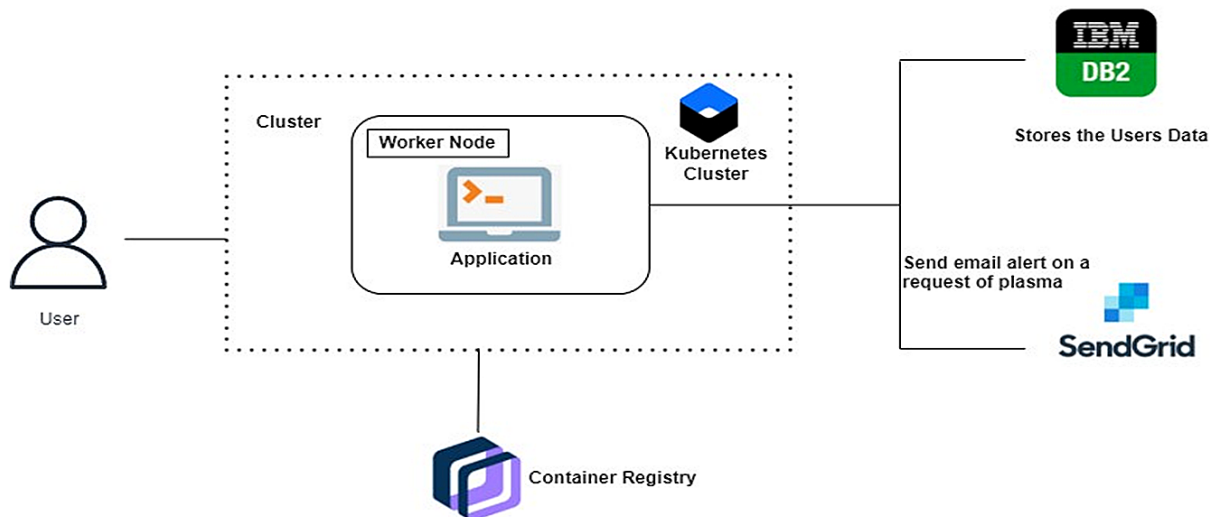 IBM
DB2
Stores the Users Data
Cluster
Worker Node
Kubernetes
Cluster
Application
User
Send email alert on a
request of plasma
SendGrid
Container Registry